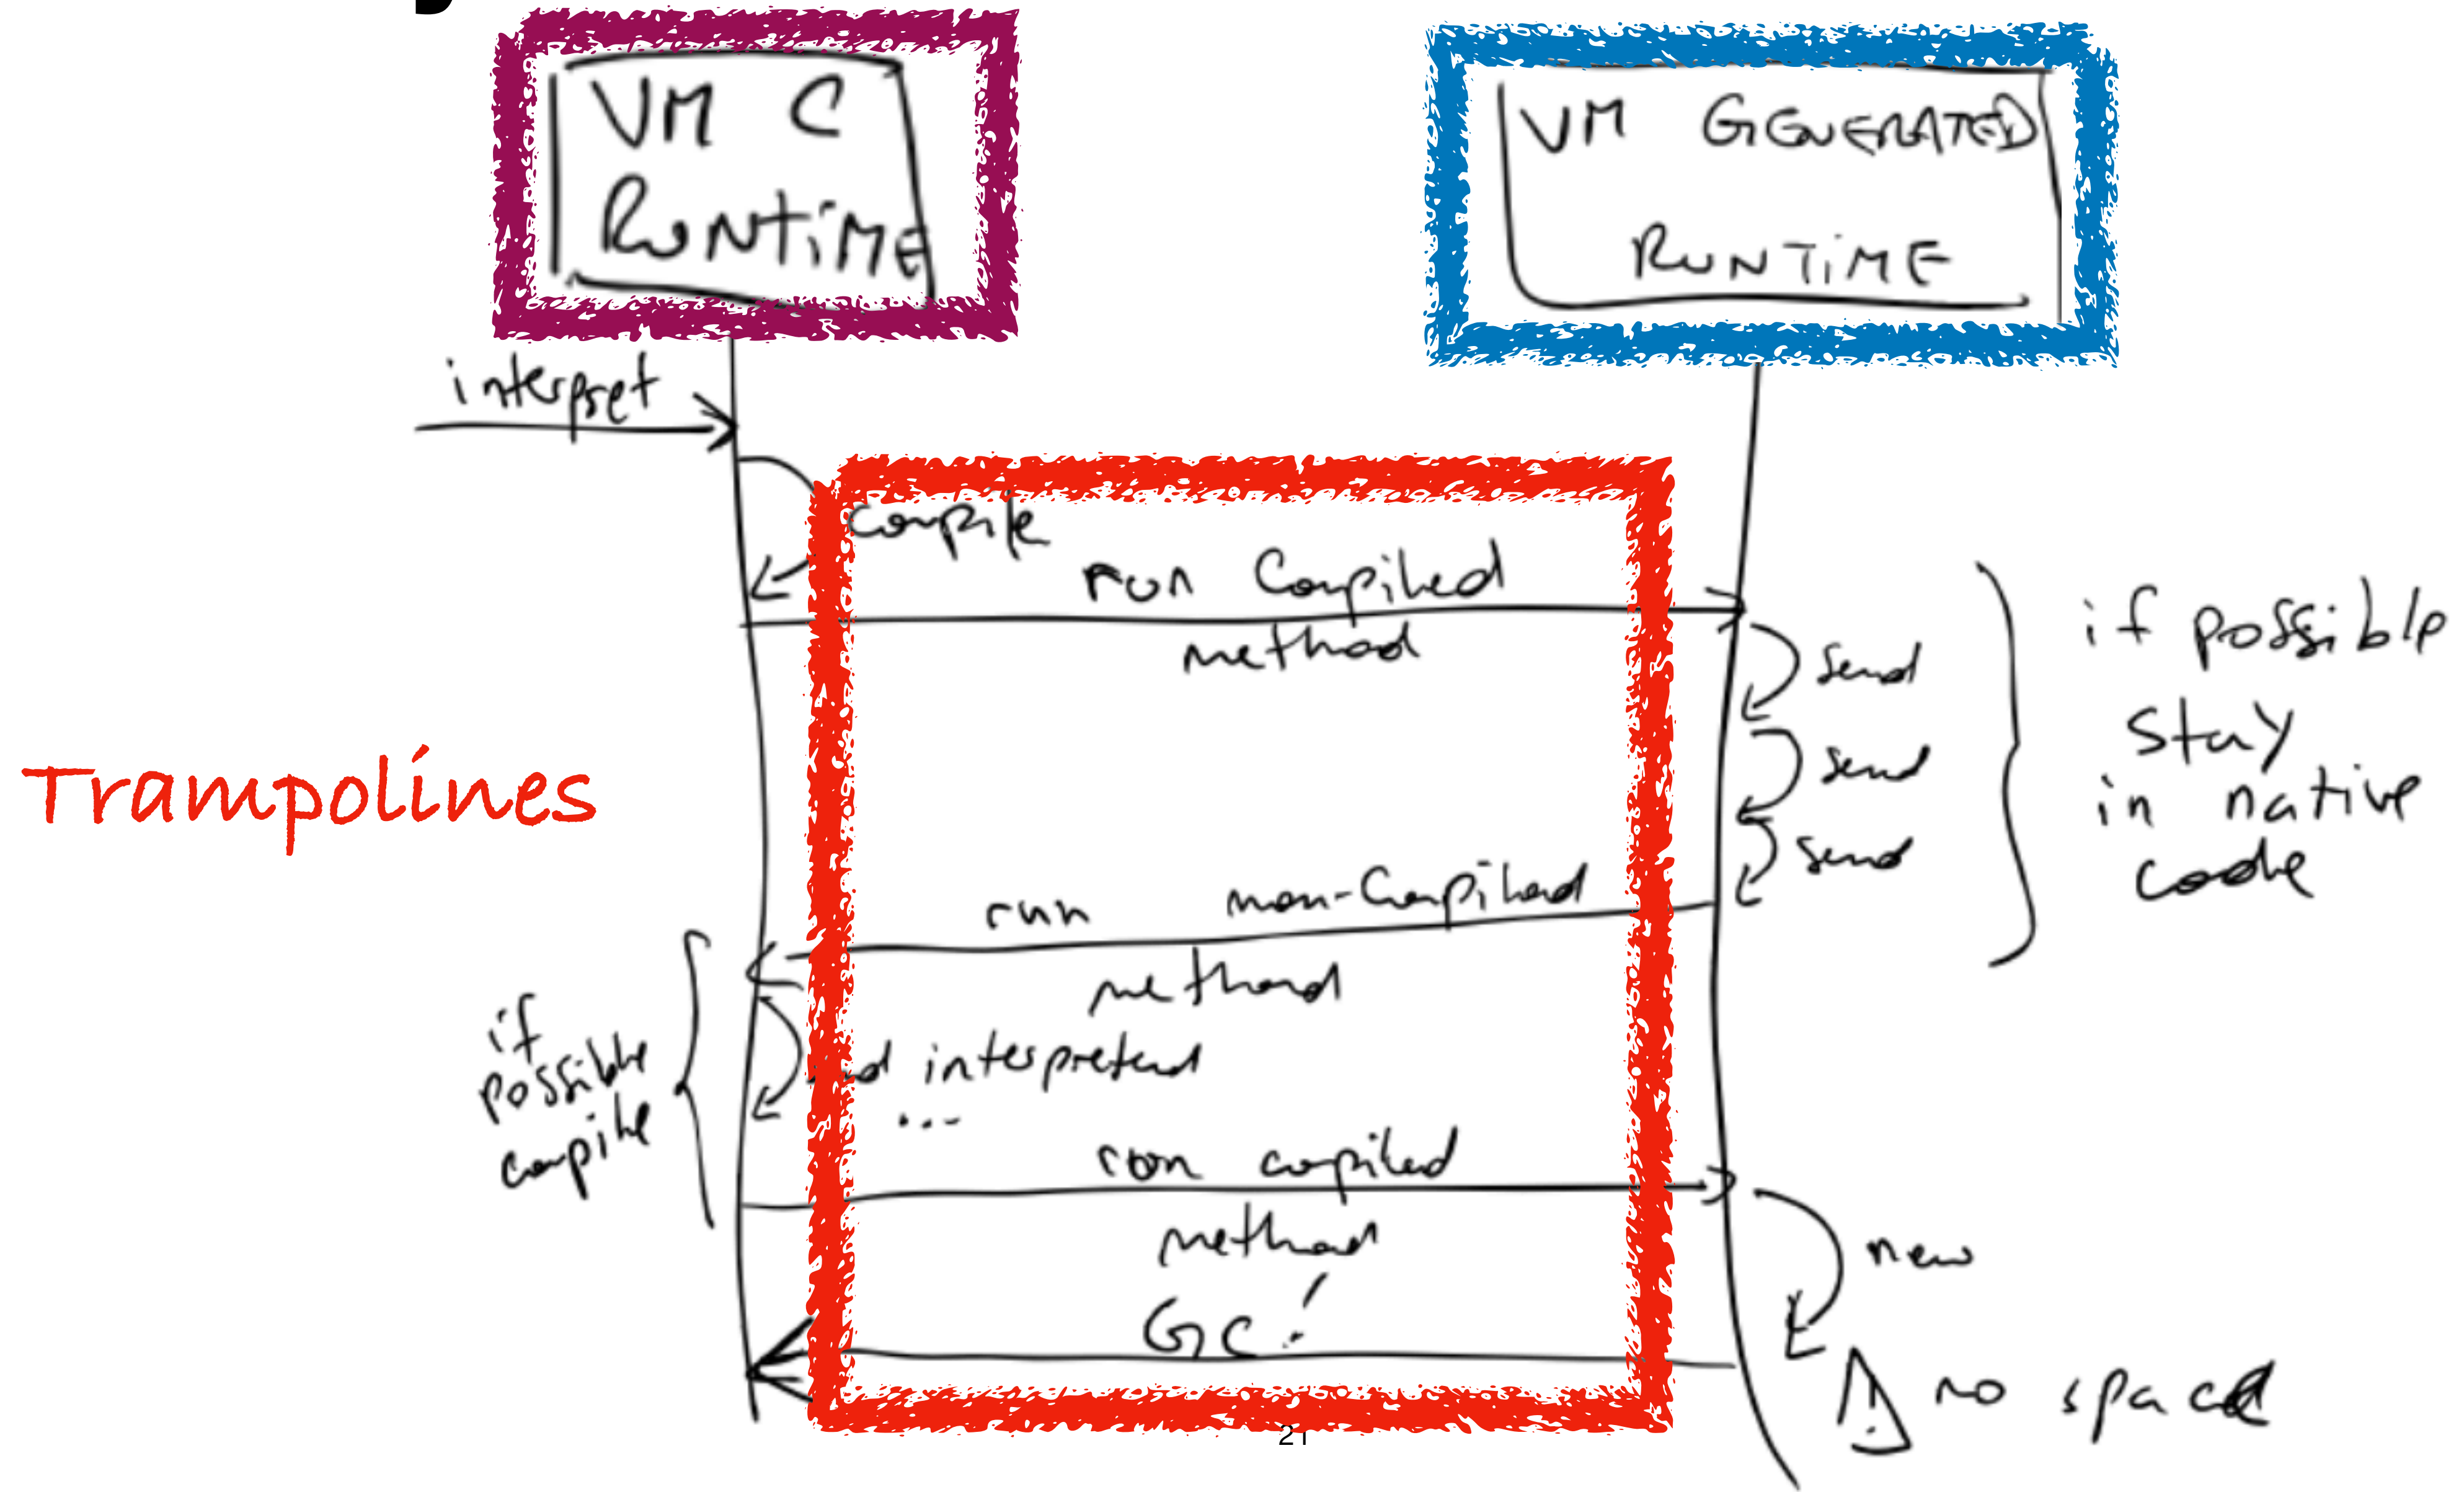 VM C
RUNTiME
VM GENERATED
RUNTiME
interpret
compile
run Compiled
method
send
send
send
if possible
stay
in native
code
Trampolines
run non-Compiled
method
if
possible
compile
interpreted
...
run compiled
method
new
GC!
! no space
21